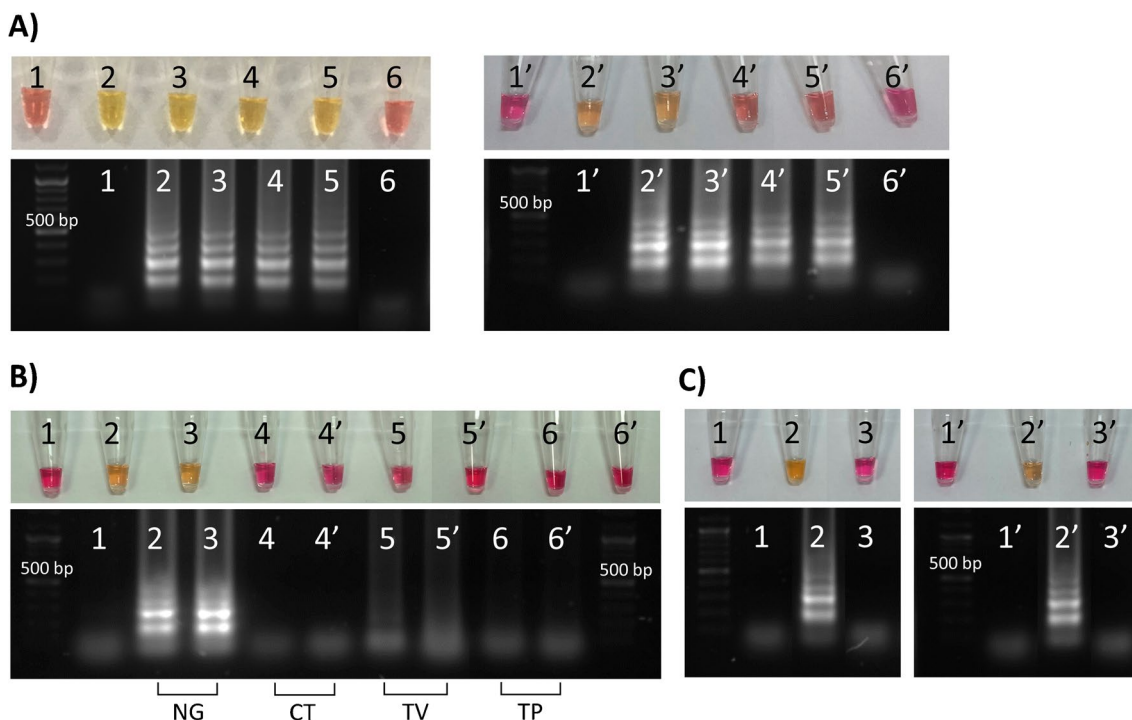 A)
1 2 3 4 5 6
500 bp 1 2 3 4 5 6
1’ 2’ 3’ 4’ 5’ 6’
500 bp 1’ 2’ 3’ 4’ 5’ 6’
B)
1 2 3 4 4’ 5 5’ 6 6’
1 2 3 4 4’ 5 5’ 6 6’
500 bp 500 bp
NG CT TV TP
C)
1 2 3
1 2 3
1’ 2’ 3’
1’ 2’ 3’
500 bp